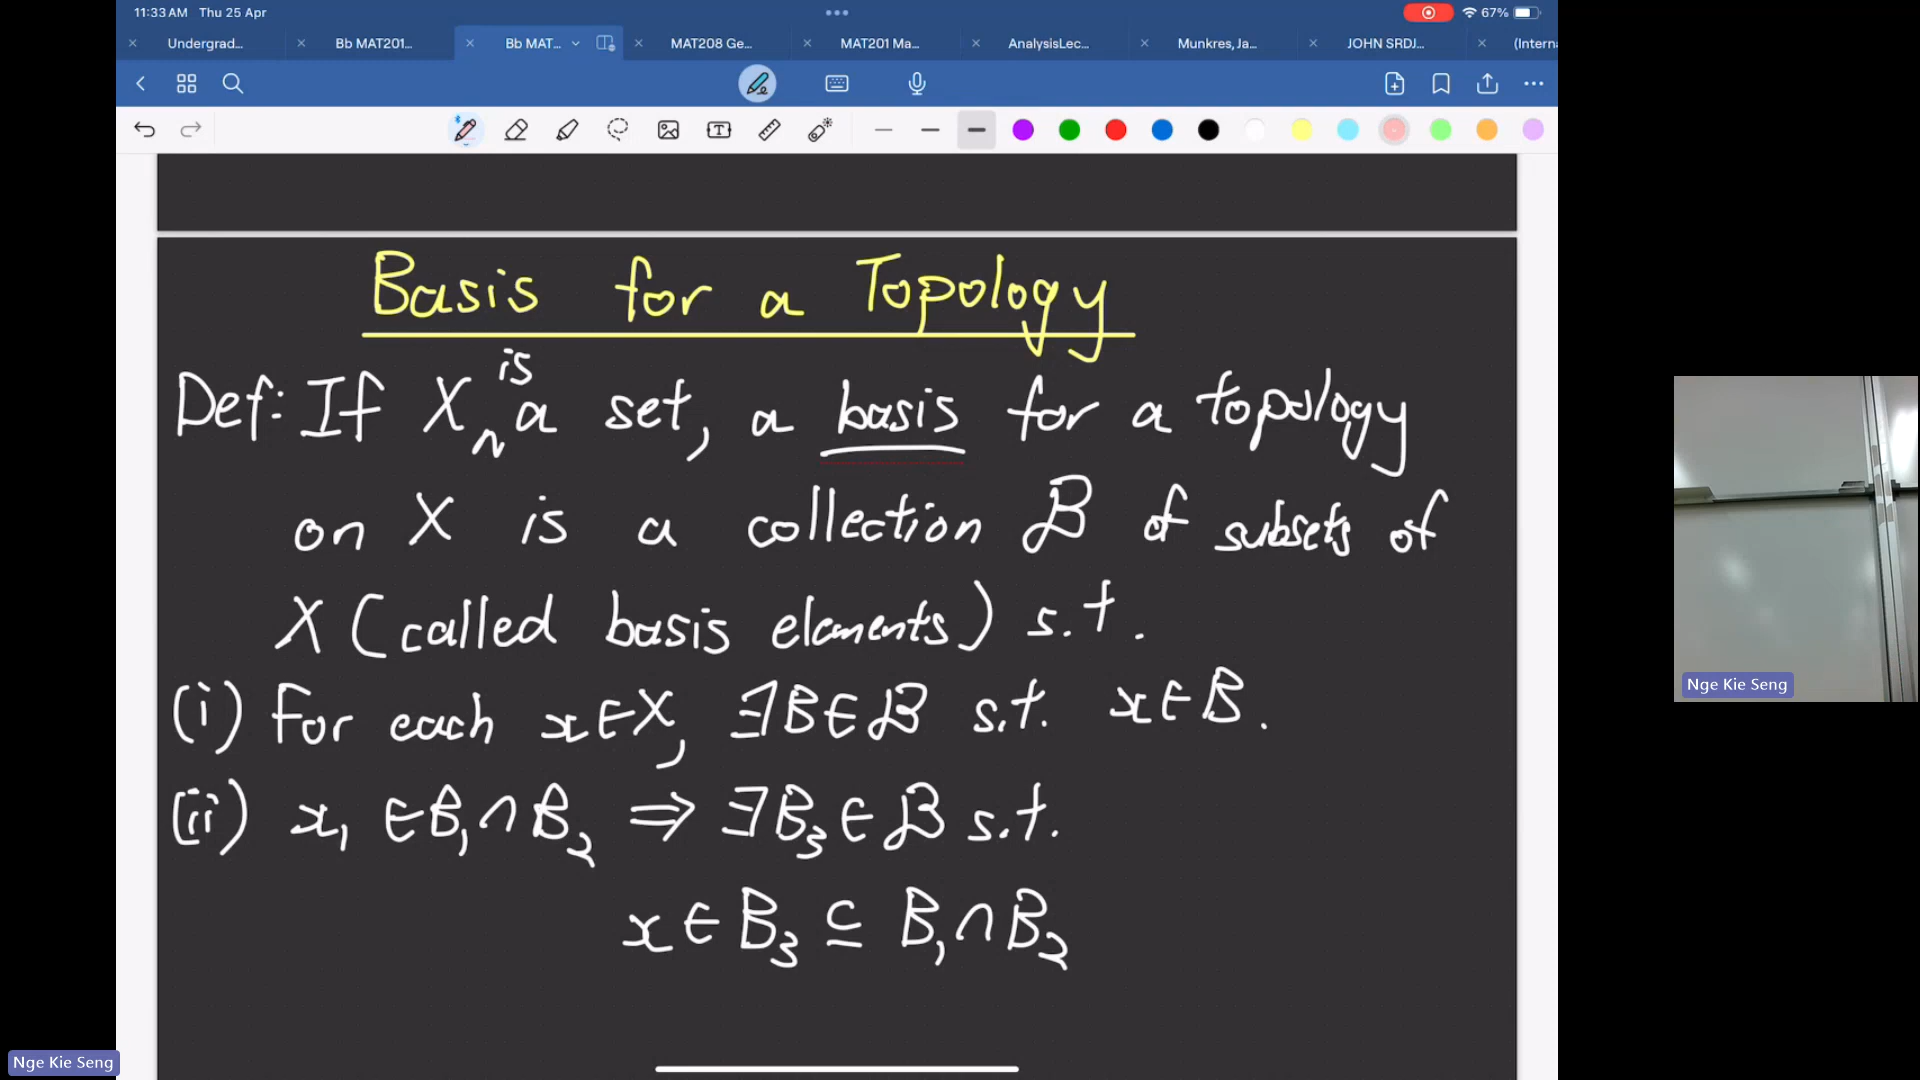 11:33 AM Thu 25 Apr
67%
Undergrad...
Bb MAT201...
Bb MAT...
MAT208 Ge...
MAT201 Ma...
AnalysisLec...
Munkres, Ja...
JOHN SRDJ...
(Intern
Basis for a Topology
Def: If X is a set, a basis for a topology
on X is a collection ℬ of subsets of
X (called basis elements) s.t.
(i) For each x∈X, ∃B∈ℬ s.t. x∈B.
(ii) x₁ ∈B₁∩B₂ ⇒ ∃B₃∈ℬ s.t.
x∈B₃ ⊆ B₁∩B₂
Nge Kie Seng
Nge Kie Seng